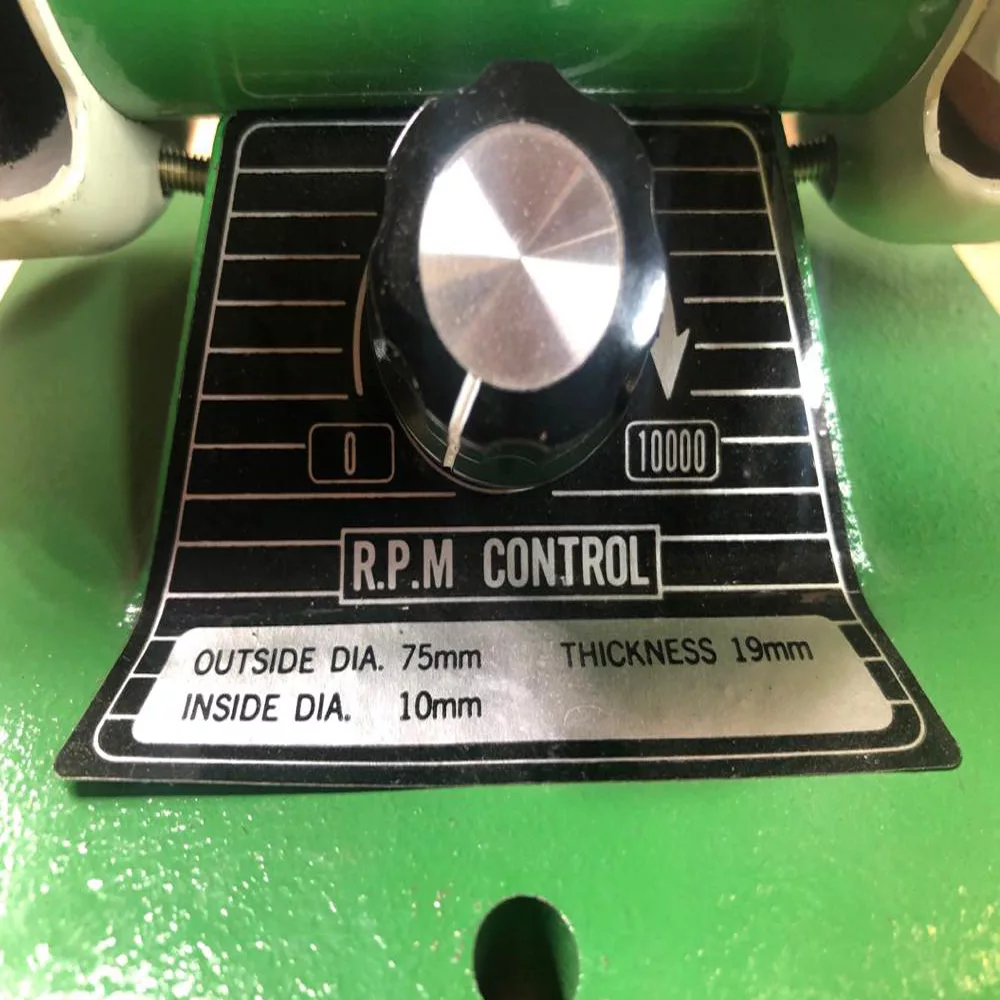 0 10000
R.P.M CONTROL
OUTSIDE DIA. 75mm THICKNESS 19mm
INSIDE DIA. 10mm